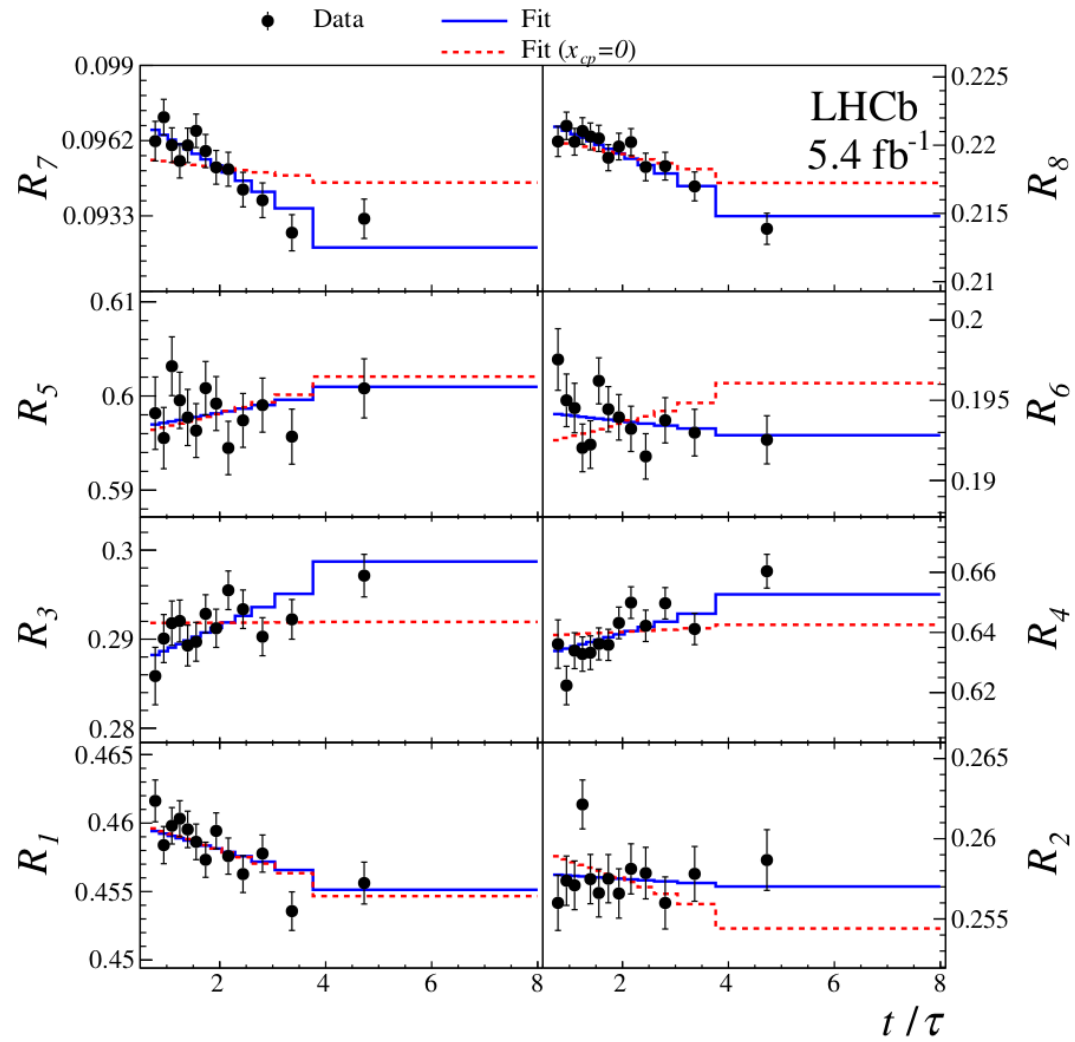 Data
Fit
Fit (x_cp=0)
0.099
0.0962
0.0933
R_7
LHCb
5.4 fb^-1
0.225
0.22
0.215
0.21
R_8
0.61
0.6
0.59
R_5
0.2
0.195
0.19
R_6
0.3
0.29
0.28
R_3
0.66
0.64
0.62
R_4
0.465
0.46
0.455
0.45
R_1
0.265
0.26
0.255
R_2
2 4 6 8 2 4 6 8
t / τ